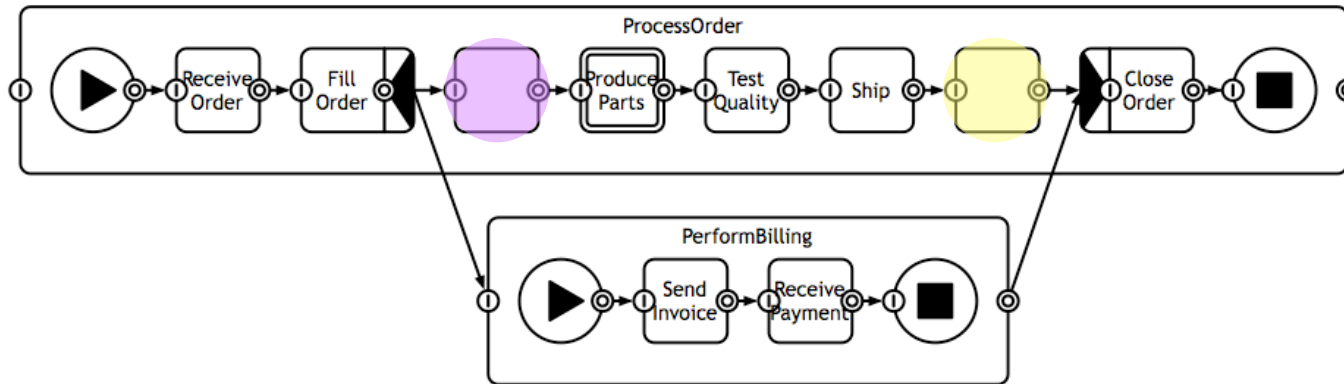 ProcessOrder
Receive
Order
Fill
Order
Produce
Parts
Test
Quality
Ship
Close
Order
PerformBilling
Send
Invoice
Receive
Payment